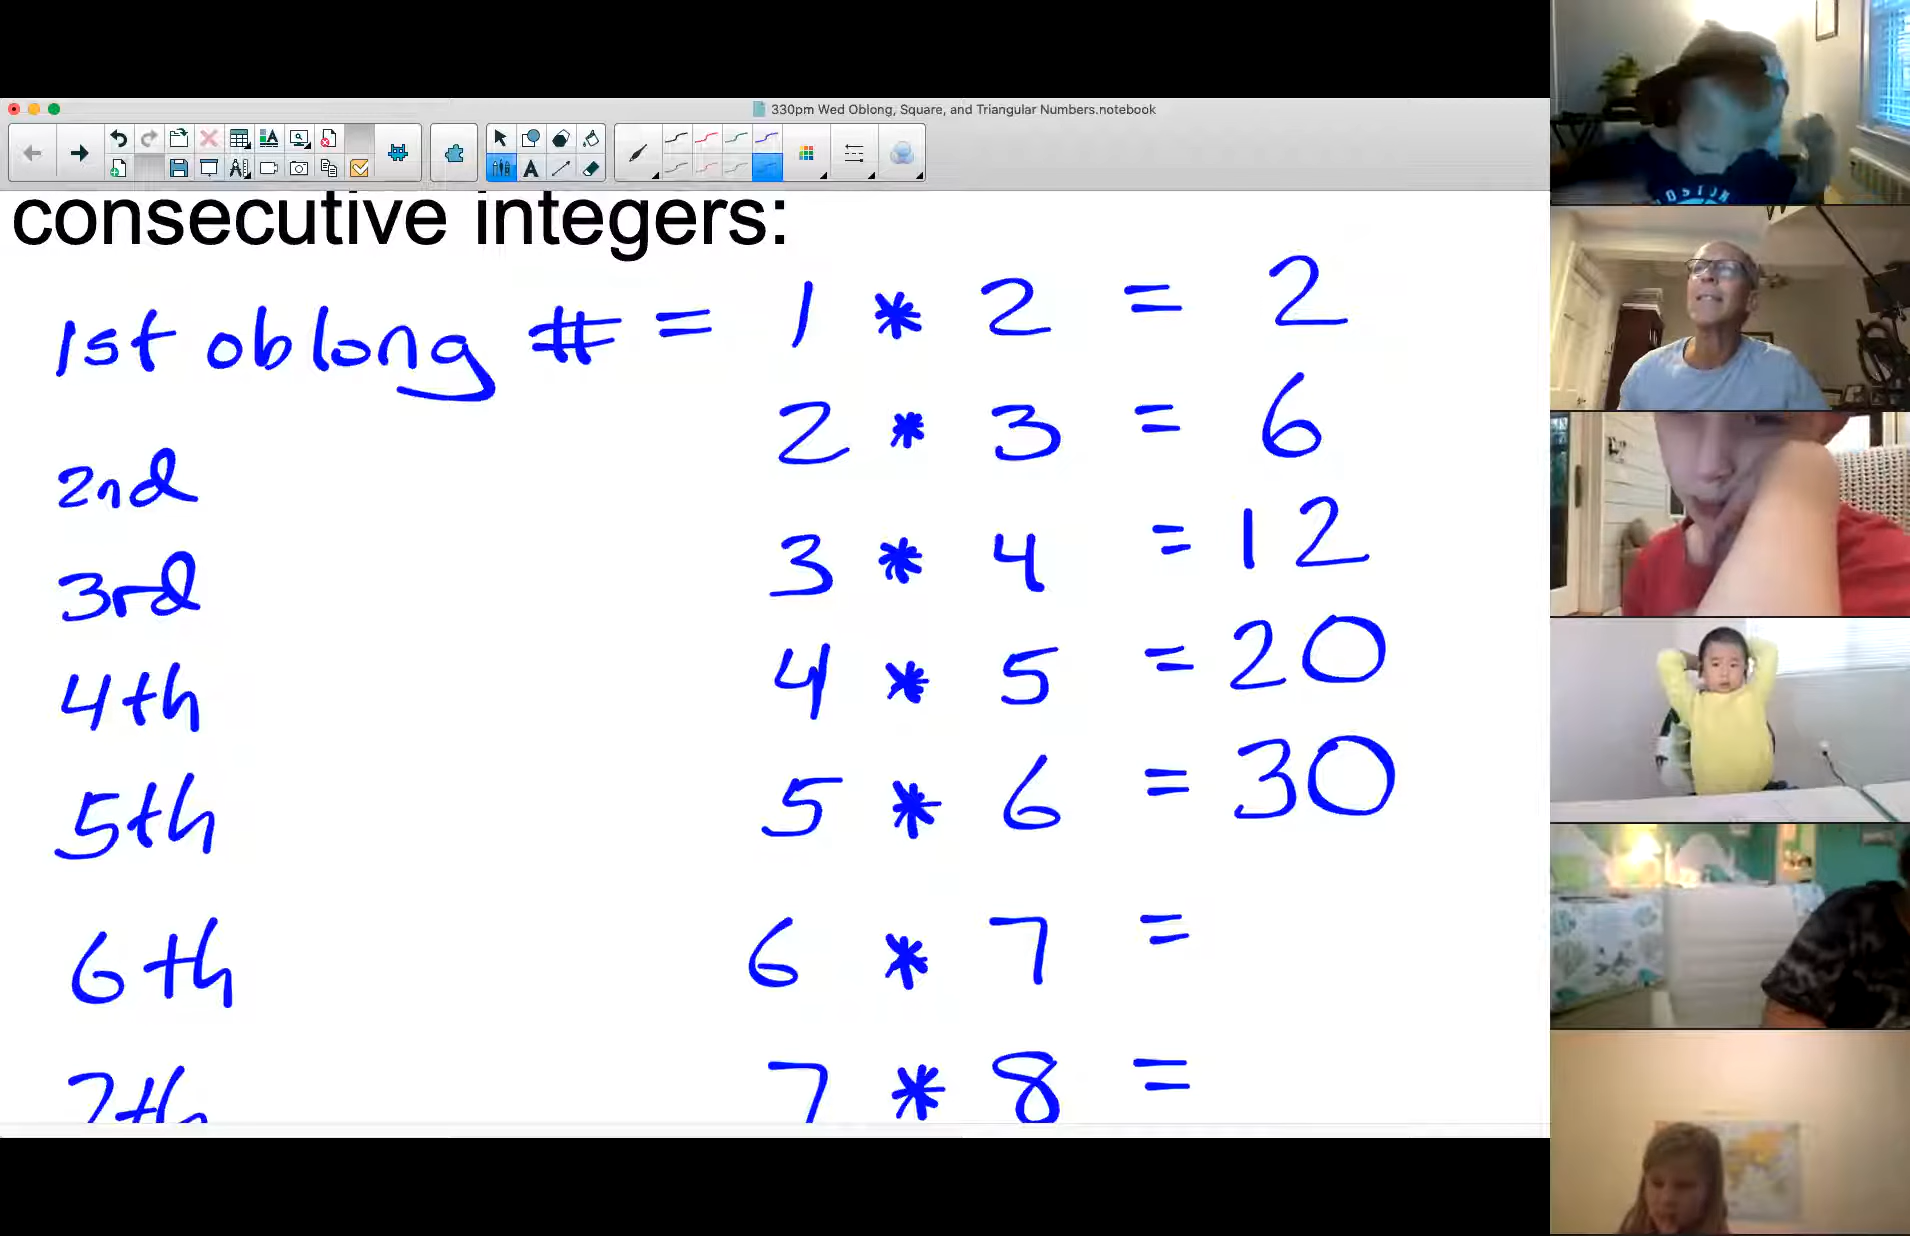 330pm Wed Oblong, Square, and Triangular Numbers.notebook
consecutive integers:
1st oblong # = 1 * 2 = 2
2nd 2 * 3 = 6
3rd 3 * 4 = 12
4th 4 * 5 = 20
5th 5 * 6 = 30
6th 6 * 7 =
7th 7 * 8 =